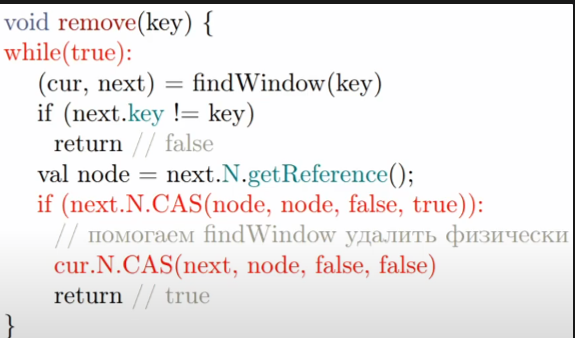 void remove(key) {
while(true):
(cur, next) = findWindow(key)
if (next.key != key)
return // false
val node = next.N.getReference();
if (next.N.CAS(node, node, false, true)):
// помогаем findWindow удалить физически
cur.N.CAS(next, node, false, false)
return // true
}